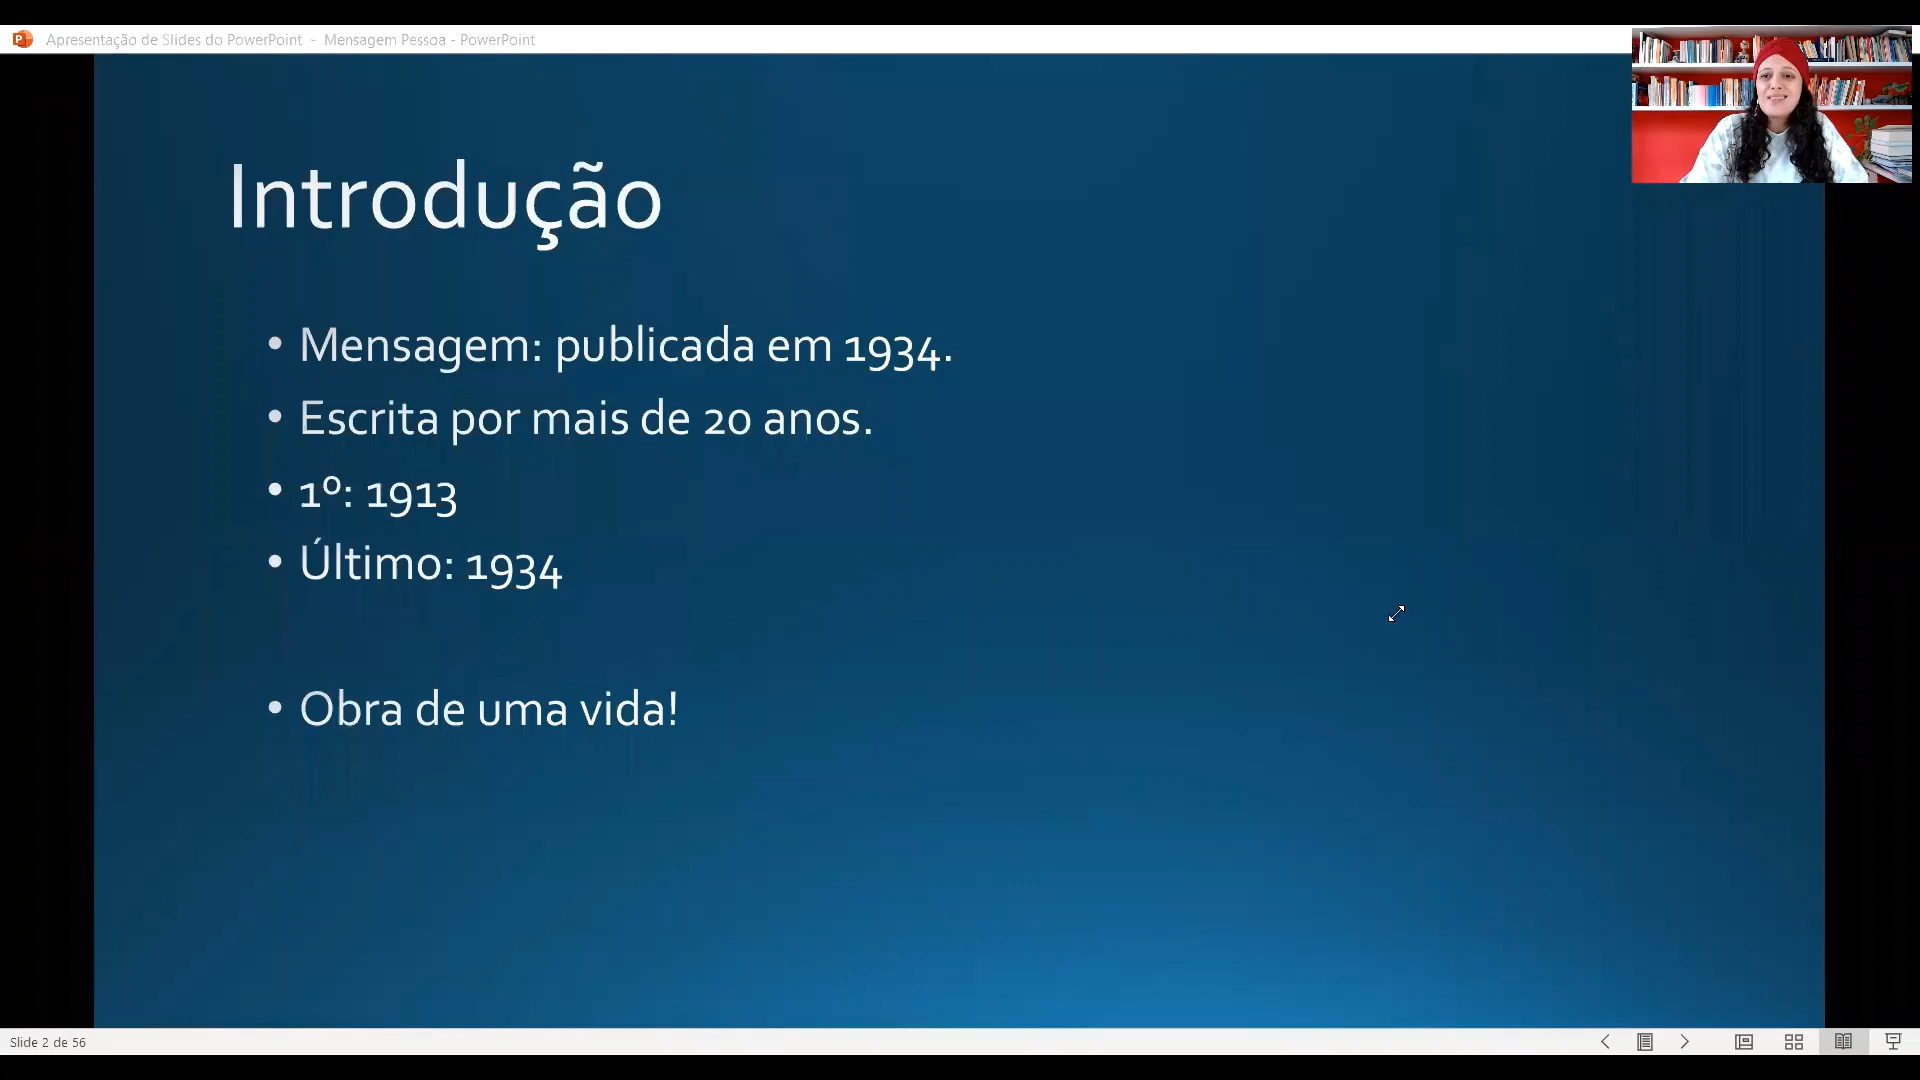 Apresentação de Slides do PowerPoint - Mensagem Pessoa - PowerPoint
Introdução
• Mensagem: publicada em 1934.
• Escrita por mais de 20 anos.
• 1º: 1913
• Último: 1934
• Obra de uma vida!
Slide 2 de 56